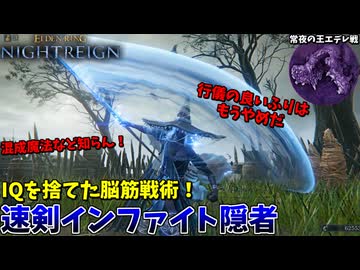 ELDEN RING
NIGHTREIGN
常夜の王エデレ戦
行儀の良いふりは
もうやめだ
混成魔法など知らん！
IQを捨てた脳筋戦術！
速剣インファイト隠者